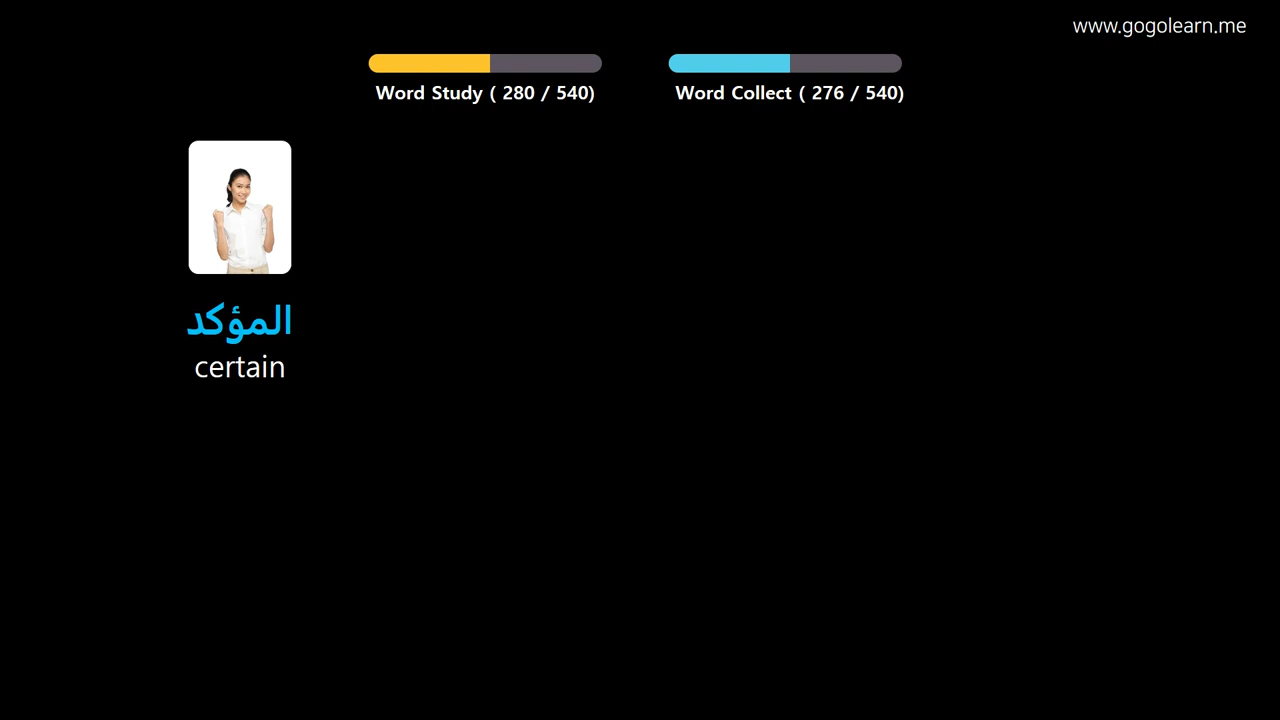 www.gogolearn.me
Word Study ( 280 / 540)
Word Collect ( 276 / 540)
المؤكد
certain